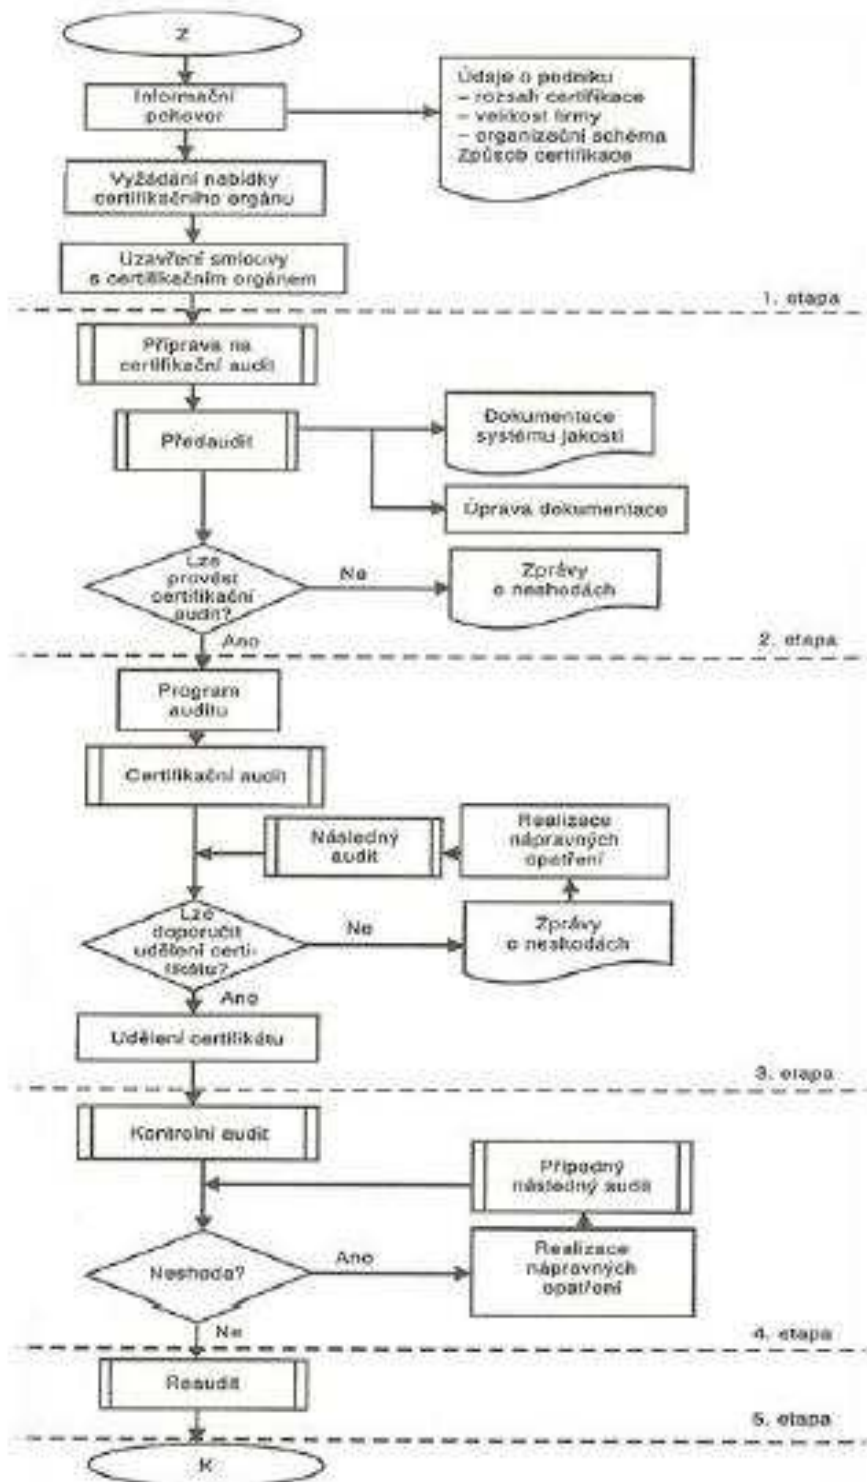 Z
Informační
pohovor
Údaje o podniku
– rozsah certifikace
– velikost firmy
– organizační schéma
Způsob certifikace
Vyžádání nabídky
certifikačního orgánu
Uzavření smlouvy
s certifikačním orgánem
1. etapa
Příprava na
certifikační audit
Předaudit
Dokumentace
systému jakosti
Úprava dokumentace
Lze
provést
certifikační
audit?
Ne
Zprávy
o neshodách
Ano
2. etapa
Program
auditu
Certifikační audit
Následný
audit
Realizace
nápravných
opatření
Lze
doporučit
udělení certi-
fikátu?
Ne
Zprávy
o neshodách
Ano
Udělení certifikátu
3. etapa
Kontrolní audit
Případný
následný audit
Neshoda?
Ano
Realizace
nápravných
opatření
Ne
4. etapa
Reaudit
5. etapa
K